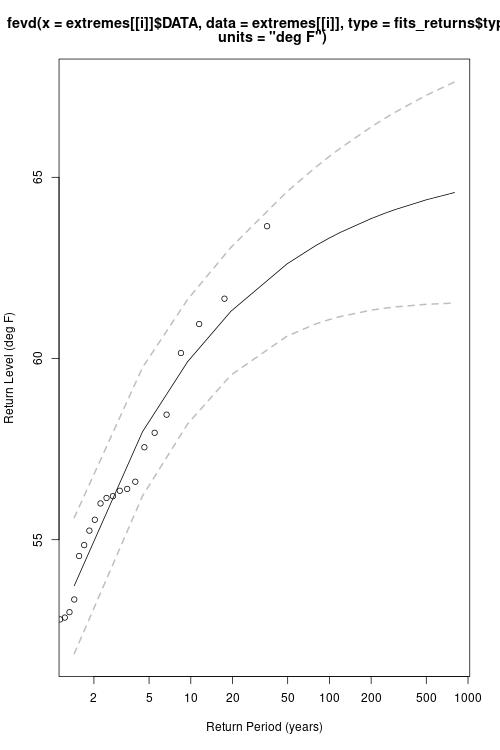 fevd(x = extremes[[i]]$DATA, data = extremes[[i]], type = fits_returns$typ
units = "deg F")
65
60
55
Return Level (deg F)
2 5 10 20 50 100 200 500 1000
Return Period (years)